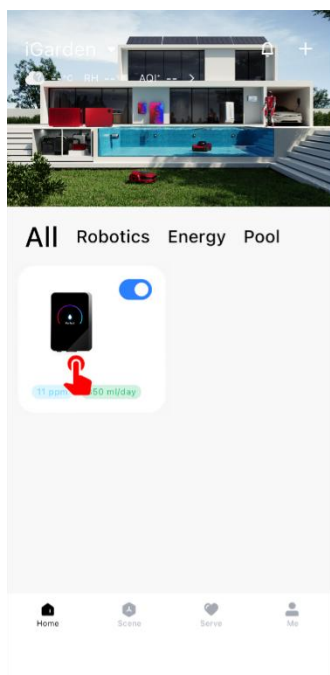 iGarden
--°C RH --% AQI: -- >
All Robotics Energy Pool
11 ppm 50 ml/day
Home Scene Serve Me